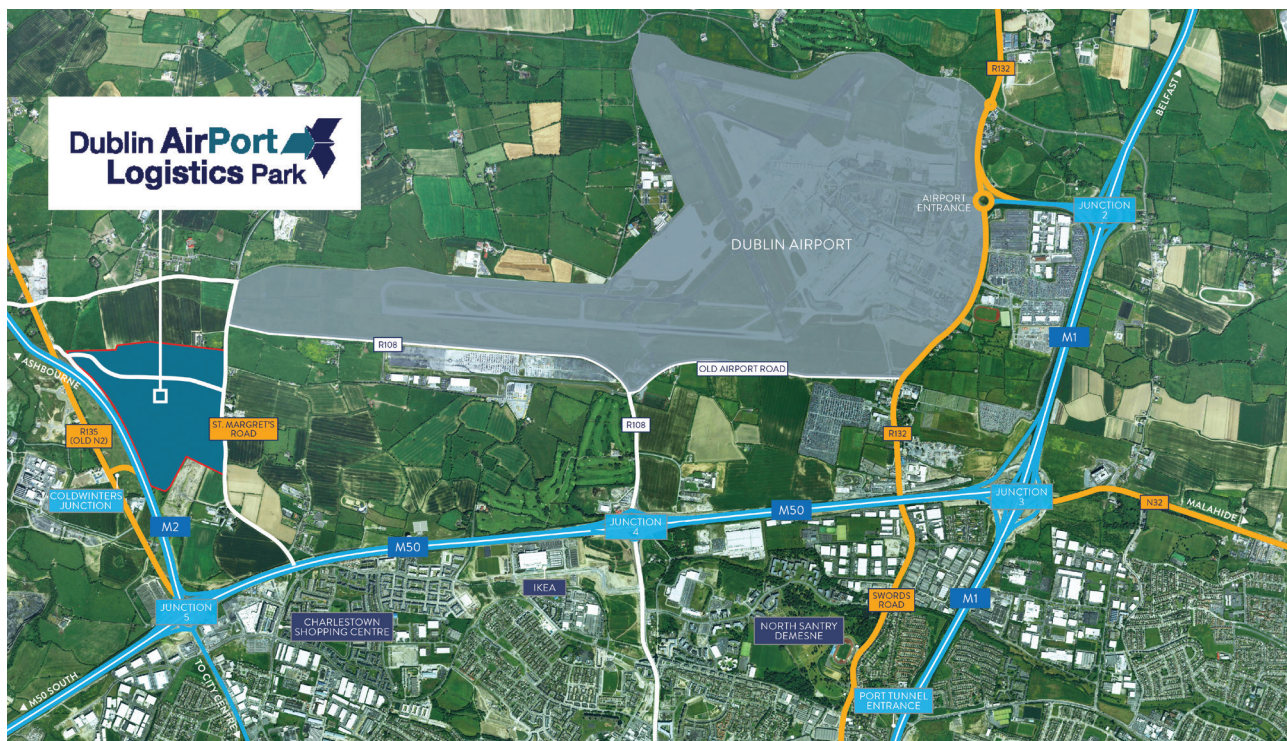 R132
BELFAST
Dublin AirPort
Logistics Park
AIRPORT
ENTRANCE
JUNCTION
2
DUBLIN AIRPORT
M1
R108
OLD AIRPORT ROAD
ASHBOURNE
R135
(OLD N2)
ST. MARGRET'S
ROAD
R108
R132
COLDWINTERS
JUNCTION
JUNCTION
3
N32
MALAHIDE
M2
M50
JUNCTION
4
M50
IKEA
JUNCTION
5
CHARLESTOWN
SHOPPING CENTRE
NORTH SANTRY
DEMESNE
SWORDS
ROAD
M1
M50 SOUTH
TO CITY CENTRE
PORT TUNNEL
ENTRANCE